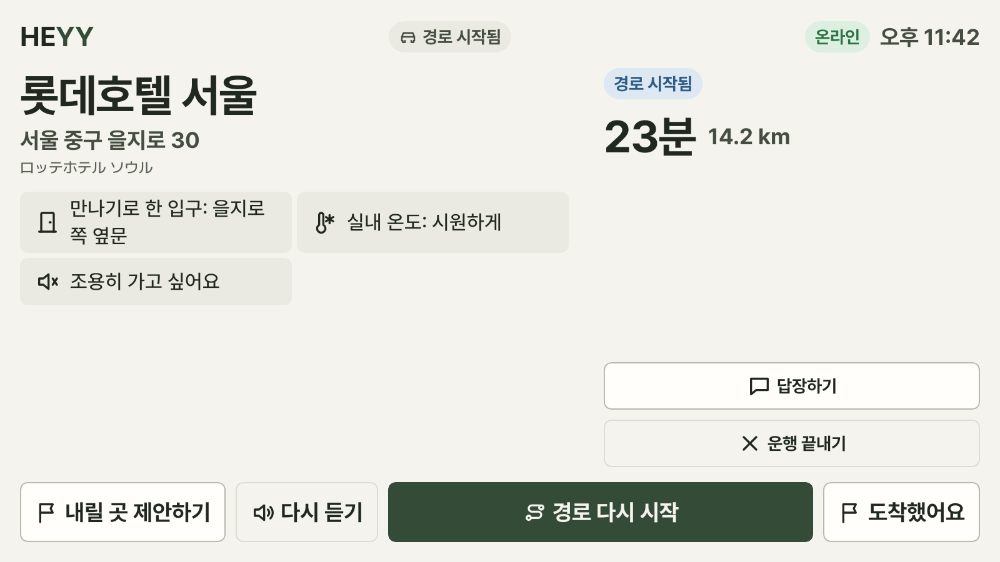 HEYY
경로 시작됨
온라인
오후 11:42
롯데호텔 서울
서울 중구 을지로 30
ロッテホテル ソウル
만나기로 한 입구: 을지로
쪽 옆문
실내 온도: 시원하게
조용히 가고 싶어요
경로 시작됨
23분 14.2 km
답장하기
운행 끝내기
내릴 곳 제안하기
다시 듣기
경로 다시 시작
도착했어요